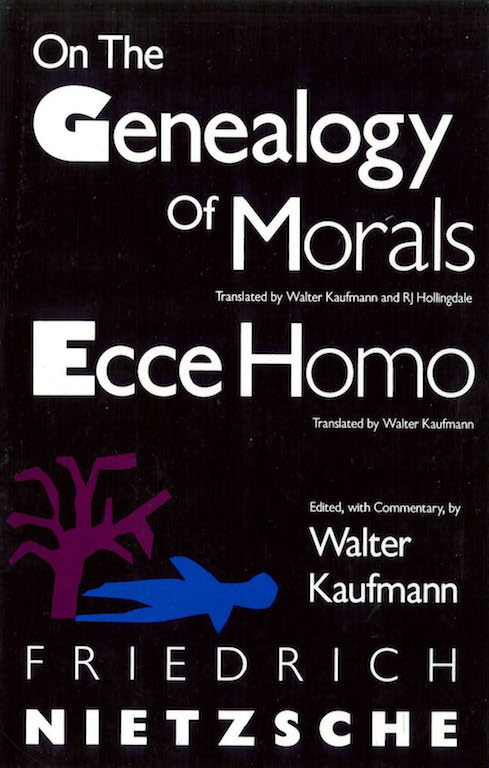 On The
Genealogy
Of Morals
Translated by Walter Kaufmann and RJ Hollingdale
Ecce Homo
Translated by Walter Kaufmann
Edited, with Commentary, by
Walter
Kaufmann
FRIEDRICH
NIETZSCHE